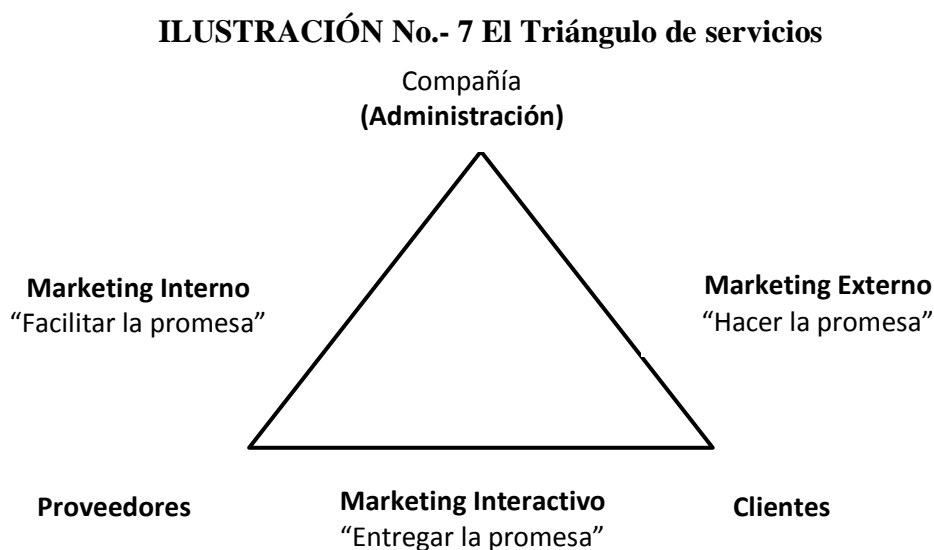 ILUSTRACIÓN No.- 7 El Triángulo de servicios
Compañía
(Administración)
Marketing Interno
“Facilitar la promesa”
Marketing Externo
“Hacer la promesa”
Proveedores
Marketing Interactivo
“Entregar la promesa”
Clientes